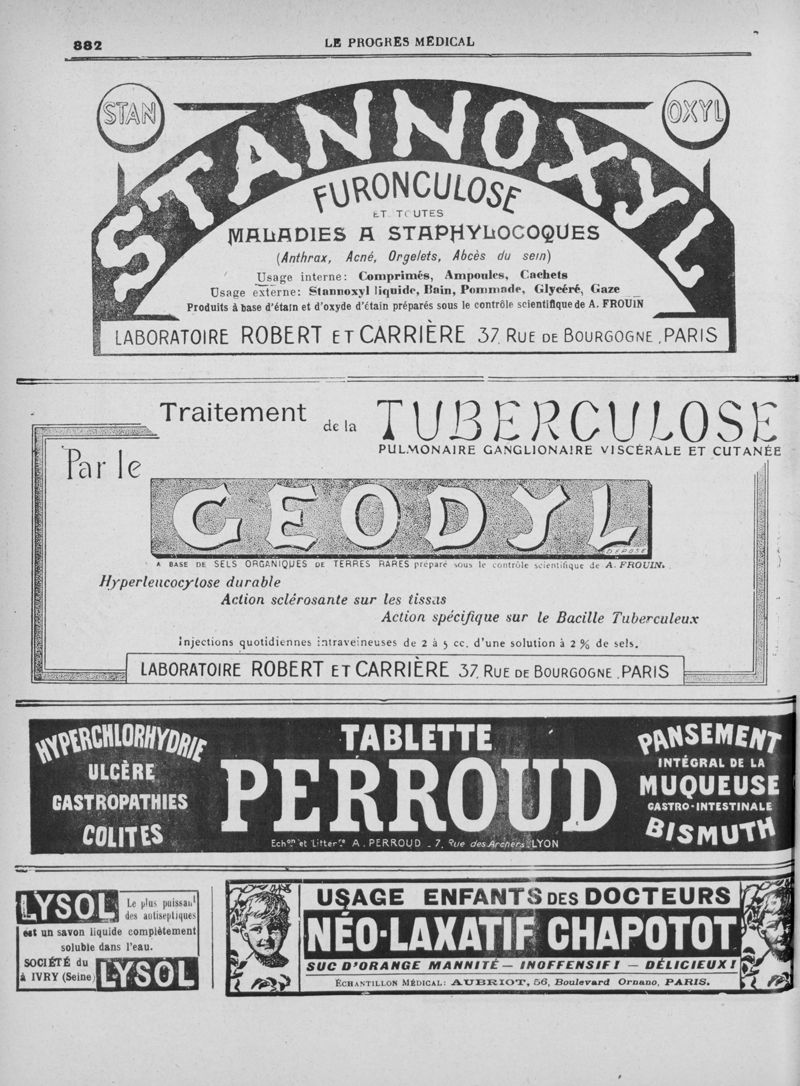 882
LE PROGRÈS MÉDICAL
STAN
OXYL
STANNOXYL
FURONCULOSE
ET TOUTES
MALADIES A STAPHYLOCOQUES
(Anthrax, Acné, Orgelets, Abcès du sein)
Usage interne: Comprimés, Ampoules, Cachets
Usage externe: Stannoxyl liquide, Bain, Pommade, Glycéré, Gaze
Produits à base d'étain et d'oxyde d'étain préparés sous le contrôle scientifique de A. FROUIN
LABORATOIRE ROBERT ET CARRIÈRE 37, RUE DE BOURGOGNE, PARIS
Traitement de la TUBERCULOSE
PULMONAIRE GANGLIONAIRE VISCÉRALE ET CUTANÉE
Par le
GEODYL
DÉPOSÉ
A BASE DE SELS ORGANIQUES DE TERRES RARES préparé sous le contrôle scientifique de A. FROUIN.
Hyperleucocytose durable
Action sclérosante sur les tissas
Action spécifique sur le Bacille Tuberculeux
Injections quotidiennes intraveineuses de 2 à 5 cc. d'une solution à 2 % de sels.
LABORATOIRE ROBERT ET CARRIÈRE 37, RUE DE BOURGOGNE, PARIS
HYPERCHLORHYDRIE
ULCÈRE
GASTROPATHIES
COLITES
TABLETTE
PERROUD
Echon et Litterre A. PERROUD _ 7, Rue des Archers, LYON
PANSEMENT
INTÉGRAL DE LA
MUQUEUSE
GASTRO-INTESTINALE
BISMUTH
LYSOL
Le plus puissant
des antiseptiques
est un savon liquide complètement
soluble dans l'eau.
SOCIÉTÉ du
à IVRY (Seine)
LYSOL
USAGE ENFANTS DES DOCTEURS
NÉO-LAXATIF CHAPOTOT
SUC D'ORANGE MANNITÉ — INOFFENSIF! — DÉLICIEUX!
ÉCHANTILLON MÉDICAL: AUBRIOT, 56, Boulevard Ornano, PARIS.